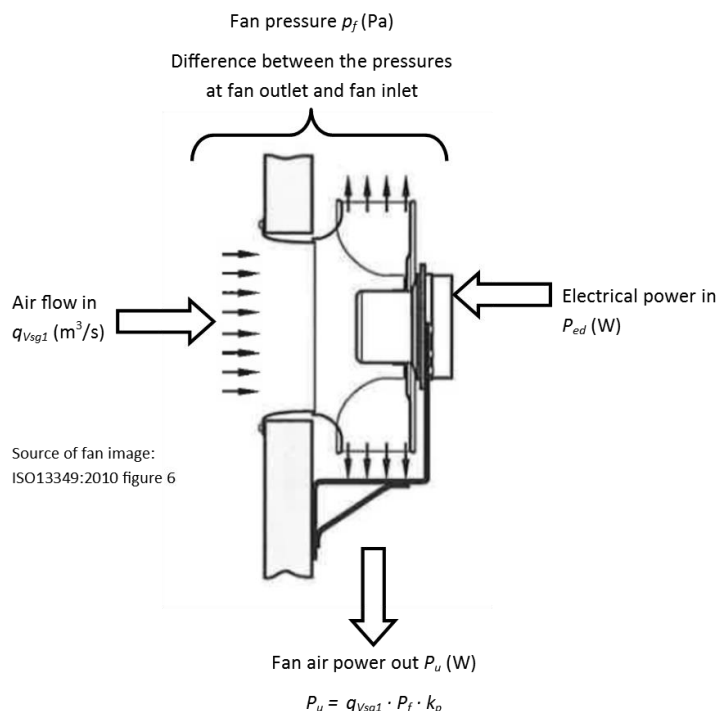 Fan pressure p_f (Pa)
Difference between the pressures
at fan outlet and fan inlet
Air flow in
q_Vsg1 (m³/s)
Electrical power in
P_ed (W)
Source of fan image:
ISO13349:2010 figure 6
Fan air power out P_u (W)
P_u = q_Vsg1 · P_f · k_p